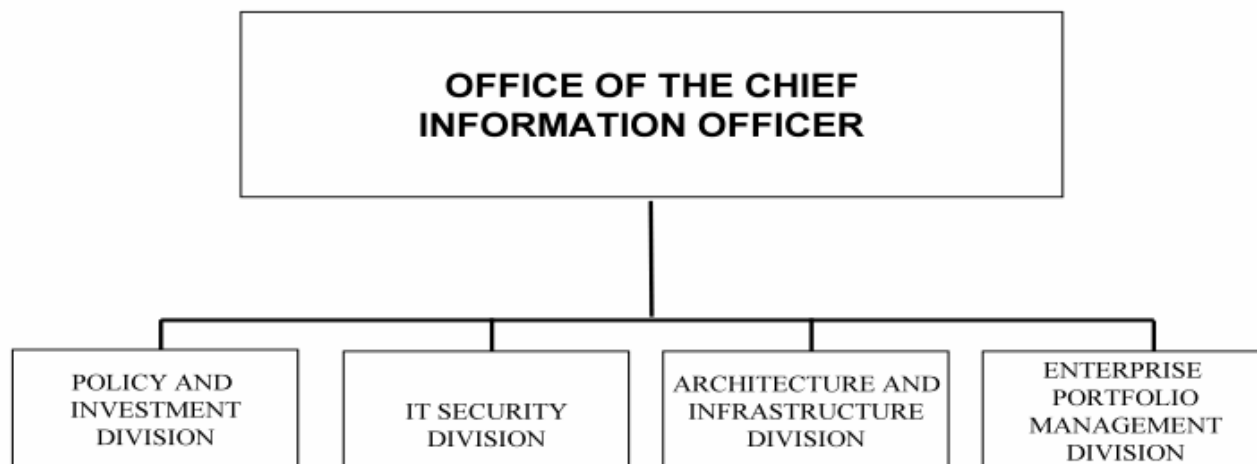 OFFICE OF THE CHIEF
INFORMATION OFFICER
POLICY AND
INVESTMENT
DIVISION
IT SECURITY
DIVISION
ARCHITECTURE AND
INFRASTRUCTURE
DIVISION
ENTERPRISE
PORTFOLIO
MANAGEMENT
DIVISION